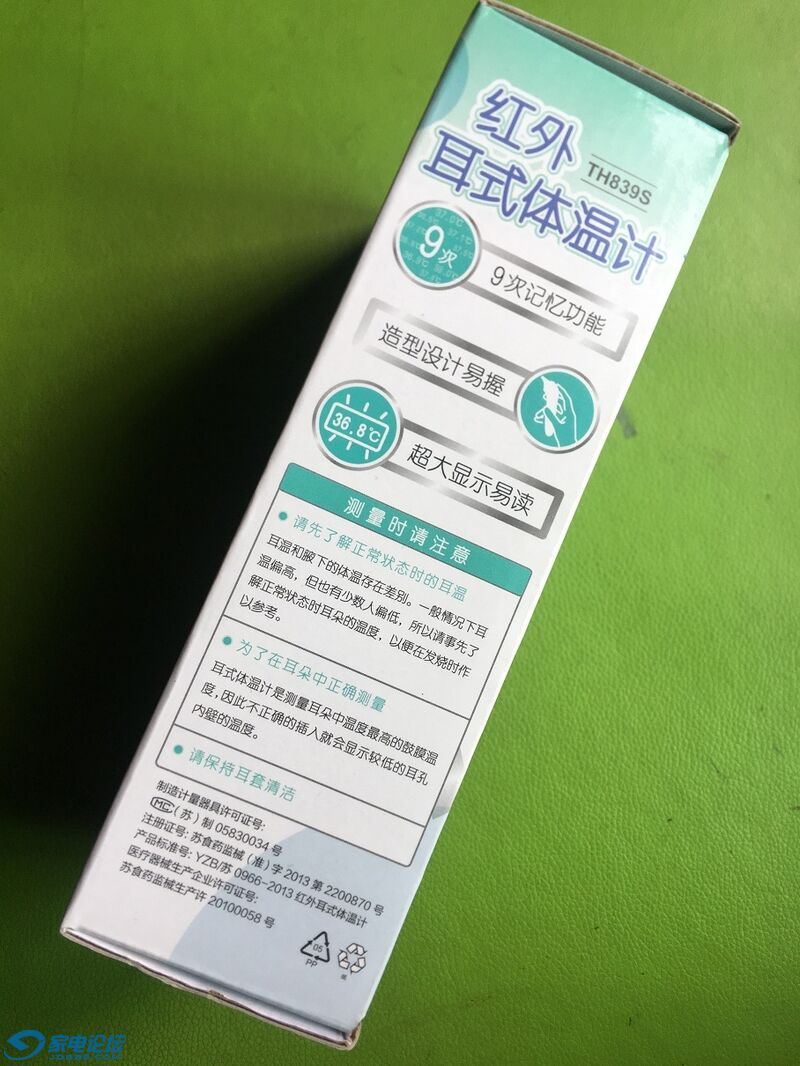 红外
耳式体温计
TH839S
9次
9次记忆功能
造型设计易握
36.8℃
超大显示易读
测量时请注意
● 请先了解正常状态时的耳温
耳温和腋下的体温存在差别。一般情况下耳
温偏高，但也有少数人偏低，所以请事先了
解正常状态时耳朵的温度，以便在发烧时作
以参考。
● 为了在耳朵中正确测量
耳式体温计是测量耳朵中温度最高的鼓膜温
度，因此不正确的插入就会显示较低的耳孔
内壁的温度。
● 请保持耳套清洁
制造计量器具许可证号:
MC (苏) 制 05830034 号
注册证号: 苏食药监械 (准) 字 2013 第 2200870 号
产品标准号: YZB/苏 0966-2013 红外耳式体温计
医疗器械生产企业许可证号:
苏食药监械生产许 20100058 号
05
PP
家电论坛
JDBBS.COM